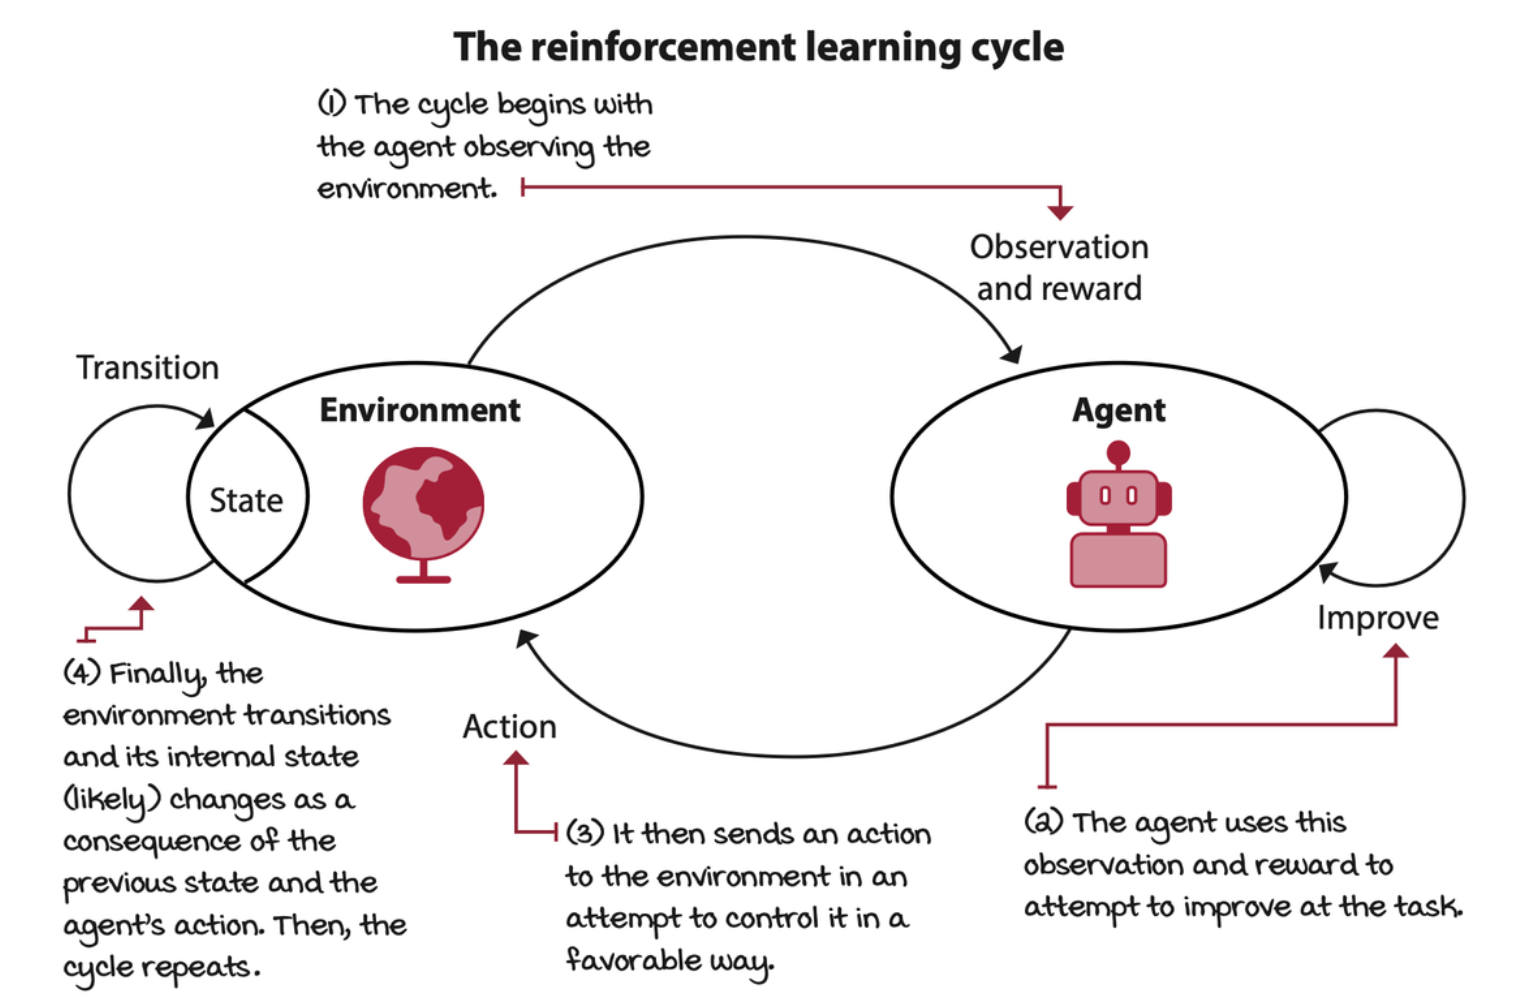 The reinforcement learning cycle
(1) The cycle begins with
the agent observing the
environment.
Observation
and reward
Transition
Environment
Agent
State
Improve
(4) Finally, the
environment transitions
and its internal state
(likely) changes as a
consequence of the
previous state and the
agent's action. Then, the
cycle repeats.
Action
(3) It then sends an action
to the environment in an
attempt to control it in a
favorable way.
(2) The agent uses this
observation and reward to
attempt to improve at the task.